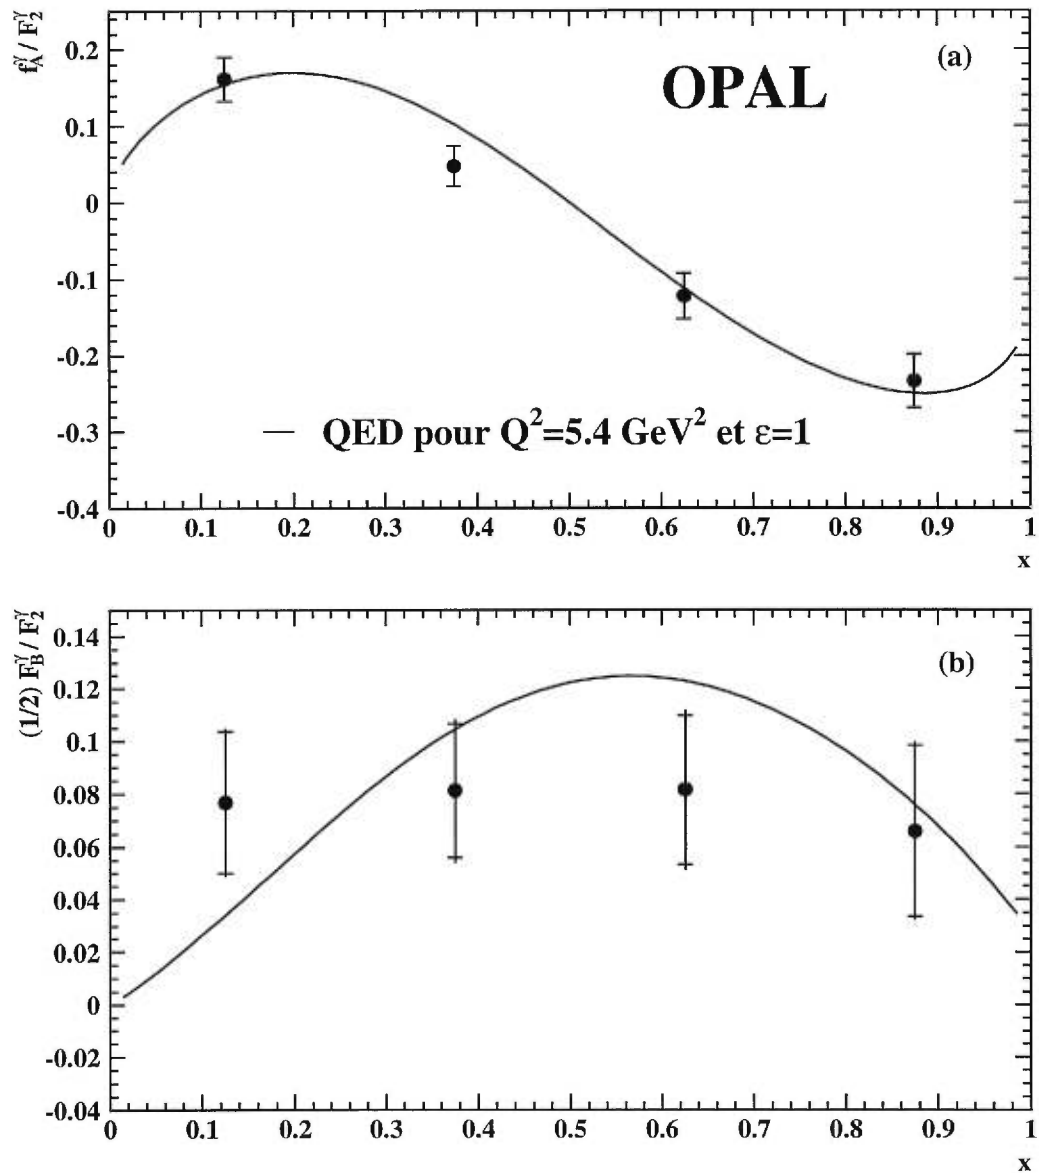 f̃_A^γ / F_2^γ
(a)
OPAL
0.2
0.1
0
-0.1
-0.2
-0.3
-0.4
— QED pour Q²=5.4 GeV² et ε=1
0 0.1 0.2 0.3 0.4 0.5 0.6 0.7 0.8 0.9 1
x
(1/2) F_B^γ / F_2^γ
(b)
0.14
0.12
0.1
0.08
0.06
0.04
0.02
0
-0.02
-0.04
0 0.1 0.2 0.3 0.4 0.5 0.6 0.7 0.8 0.9 1
x